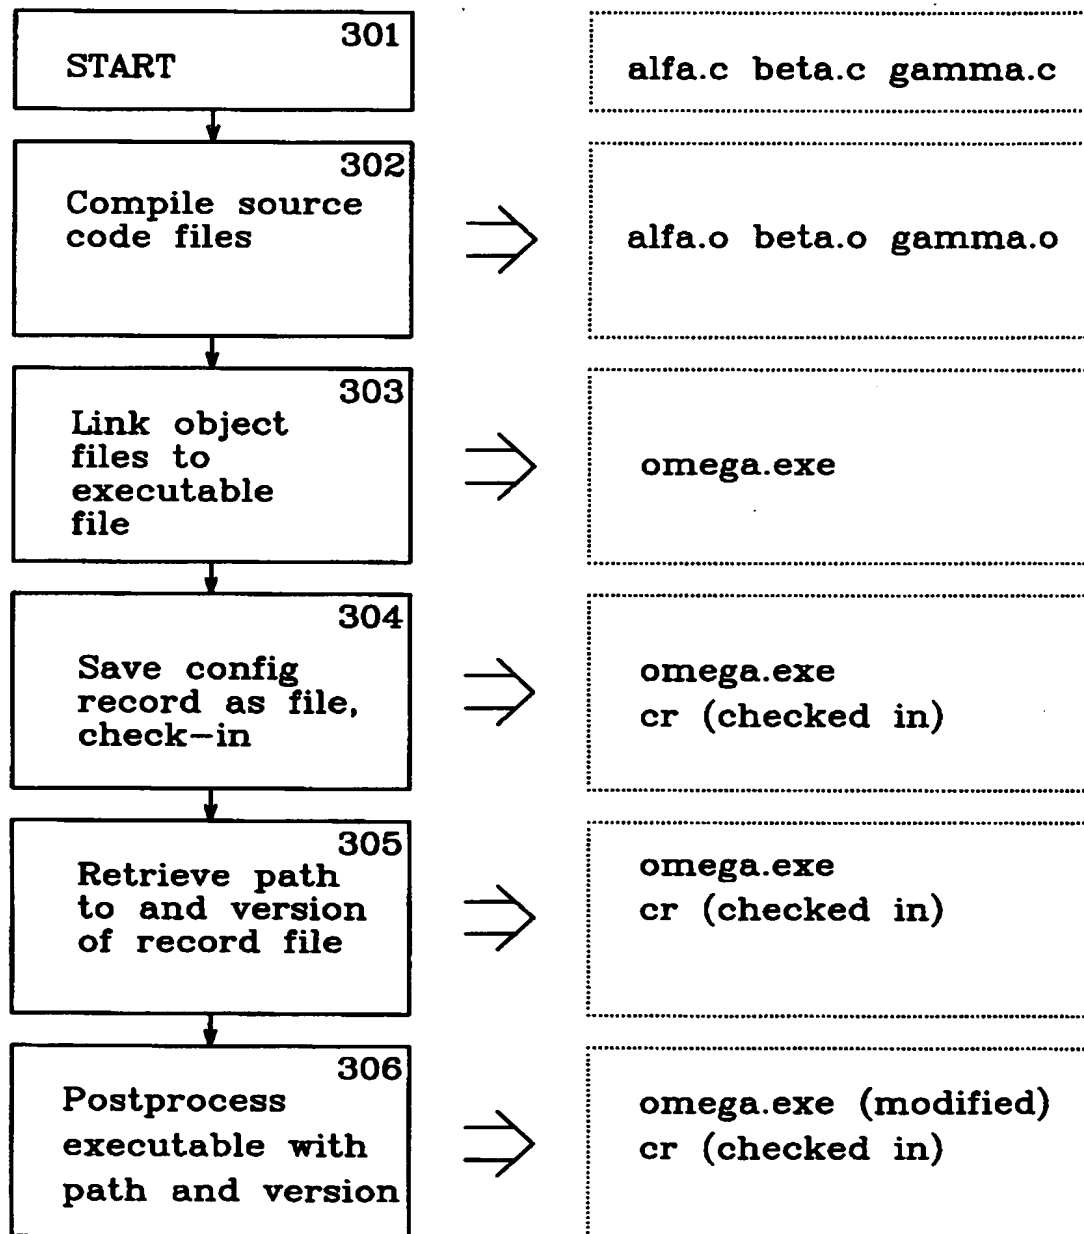 301
START
alfa.c beta.c gamma.c
302
Compile source
code files
alfa.o beta.o gamma.o
303
Link object
files to
executable
file
omega.exe
304
Save config
record as file,
check-in
omega.exe
cr (checked in)
305
Retrieve path
to and version
of record file
omega.exe
cr (checked in)
306
Postprocess
executable with
path and version
omega.exe (modified)
cr (checked in)